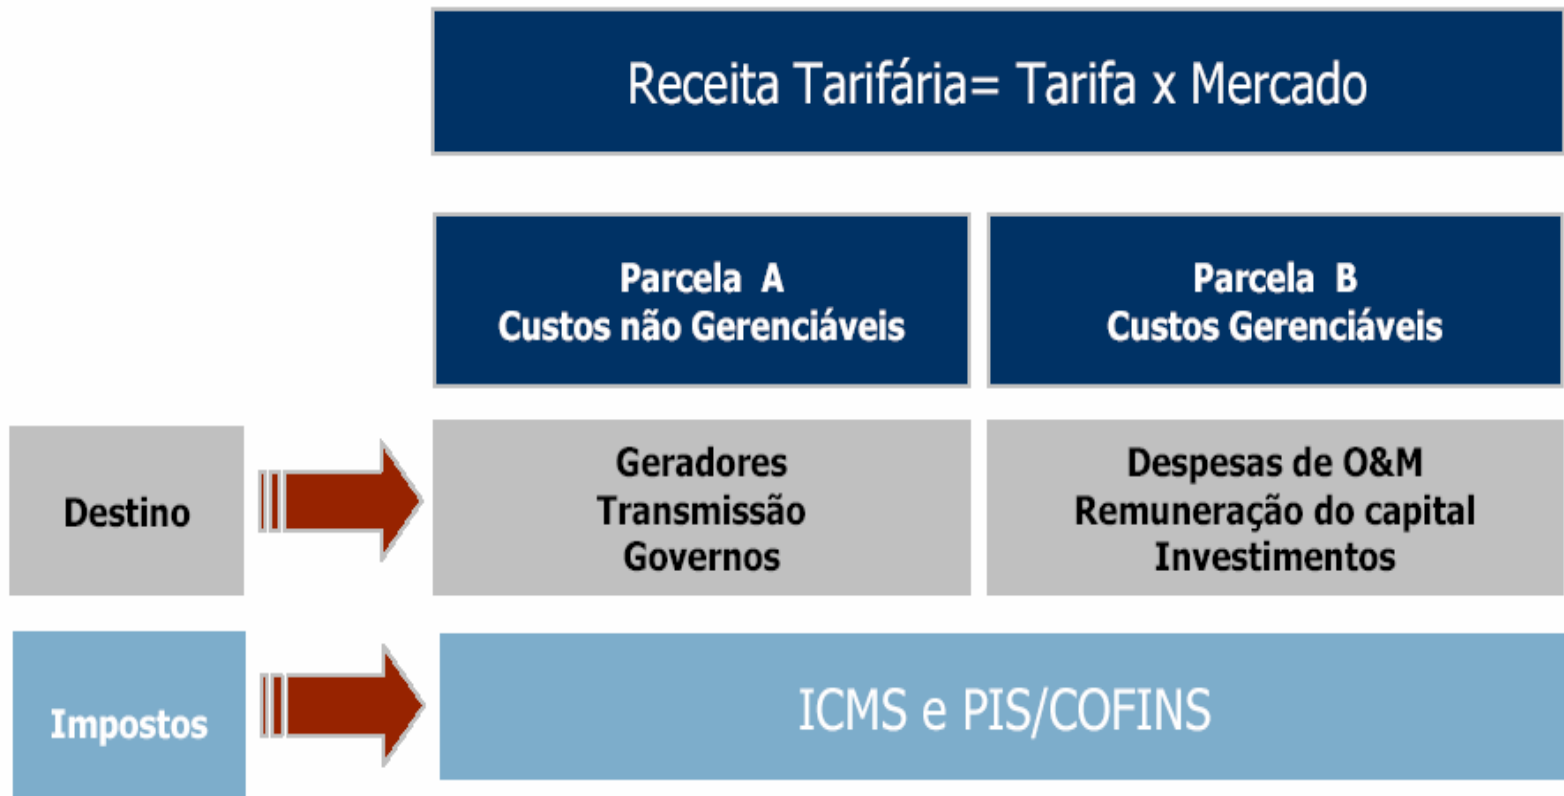 Receita Tarifária= Tarifa x Mercado
Parcela A
Custos não Gerenciáveis
Parcela B
Custos Gerenciáveis
Destino
Geradores
Transmissão
Governos
Despesas de O&M
Remuneração do capital
Investimentos
Impostos
ICMS e PIS/COFINS